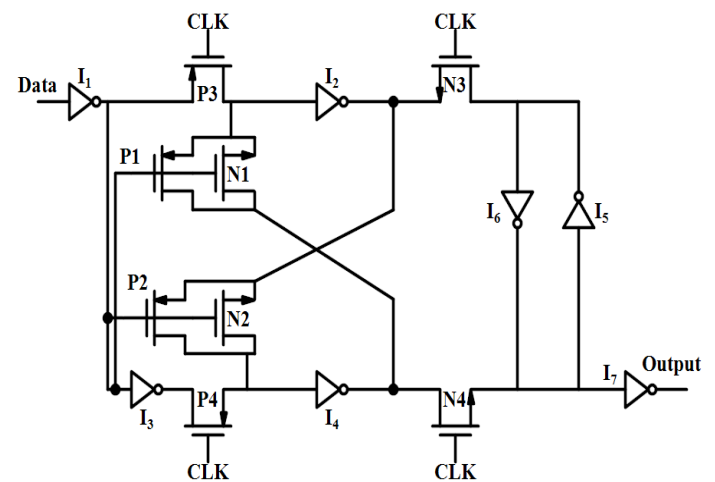 CLK
CLK
Data
I1
P3
I2
N3
P1
N1
I6
I5
P2
N2
Output
I7
I3
P4
I4
N4
CLK
CLK